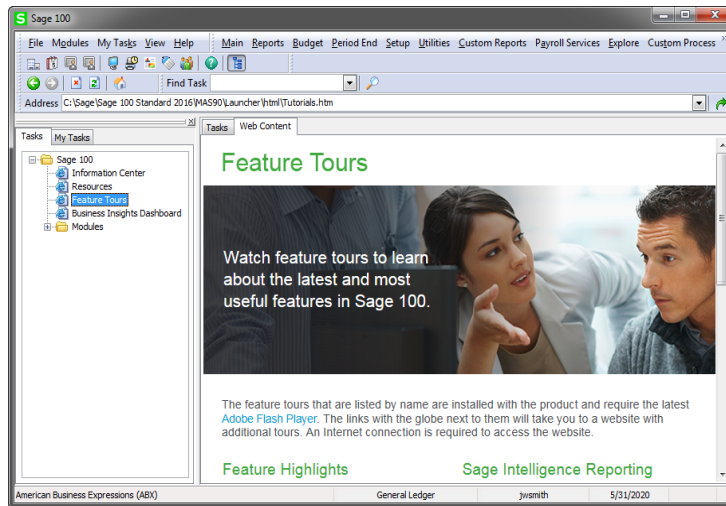 Sage 100
File Modules My Tasks View Help Main Reports Budget Period End Setup Utilities Custom Reports Payroll Services Explore Custom Process
Find Task
Address C:\Sage\Sage 100 Standard 2016\MAS90\Launcher\html\Tutorials.htm
Tasks My Tasks
Sage 100
Information Center
Resources
Feature Tours
Business Insights Dashboard
Modules
Tasks Web Content
Feature Tours
Watch feature tours to learn
about the latest and most
useful features in Sage 100.
The feature tours that are listed by name are installed with the product and require the latest
Adobe Flash Player. The links with the globe next to them will take you to a website with
additional tours. An Internet connection is required to access the website.
Feature Highlights Sage Intelligence Reporting
American Business Expressions (ABX) General Ledger jwsmith 5/31/2020